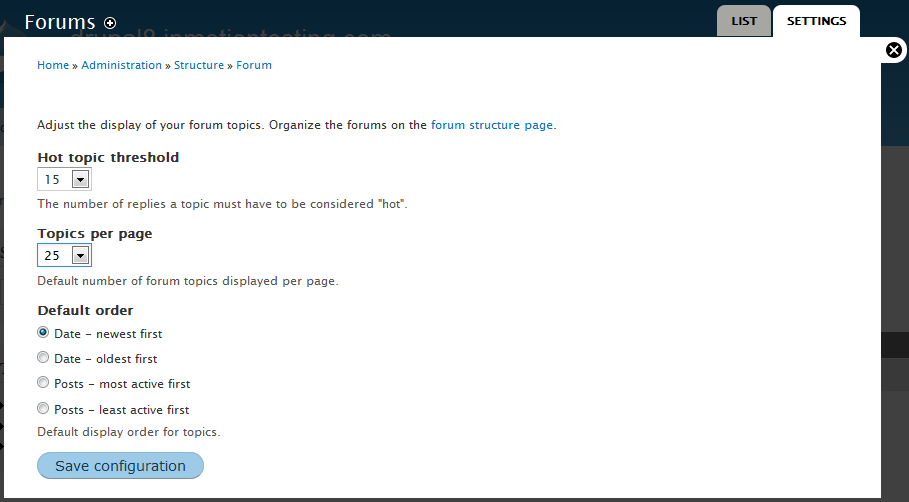 Forums
LIST
SETTINGS
Home » Administration » Structure » Forum
Adjust the display of your forum topics. Organize the forums on the forum structure page.
Hot topic threshold
15
The number of replies a topic must have to be considered "hot".
Topics per page
25
Default number of forum topics displayed per page.
Default order
Date - newest first
Date - oldest first
Posts - most active first
Posts - least active first
Default display order for topics.
Save configuration